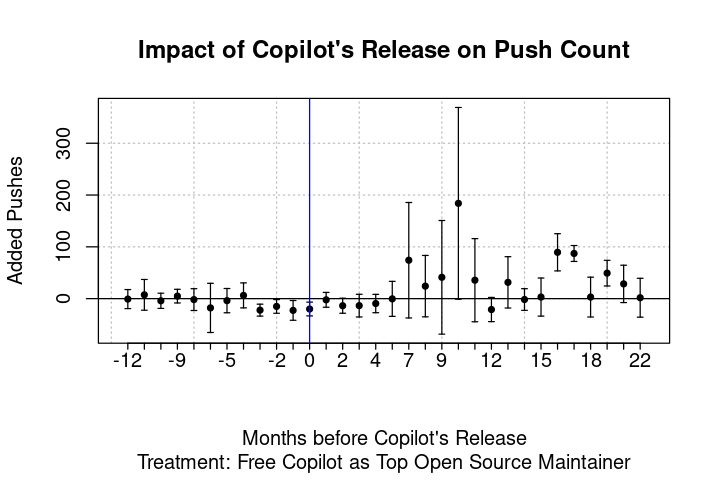 Impact of Copilot's Release on Push Count
Added Pushes
300
200
100
0
-12 -9 -5 -2 0 2 4 7 9 12 15 18 22
Months before Copilot's Release
Treatment: Free Copilot as Top Open Source Maintainer